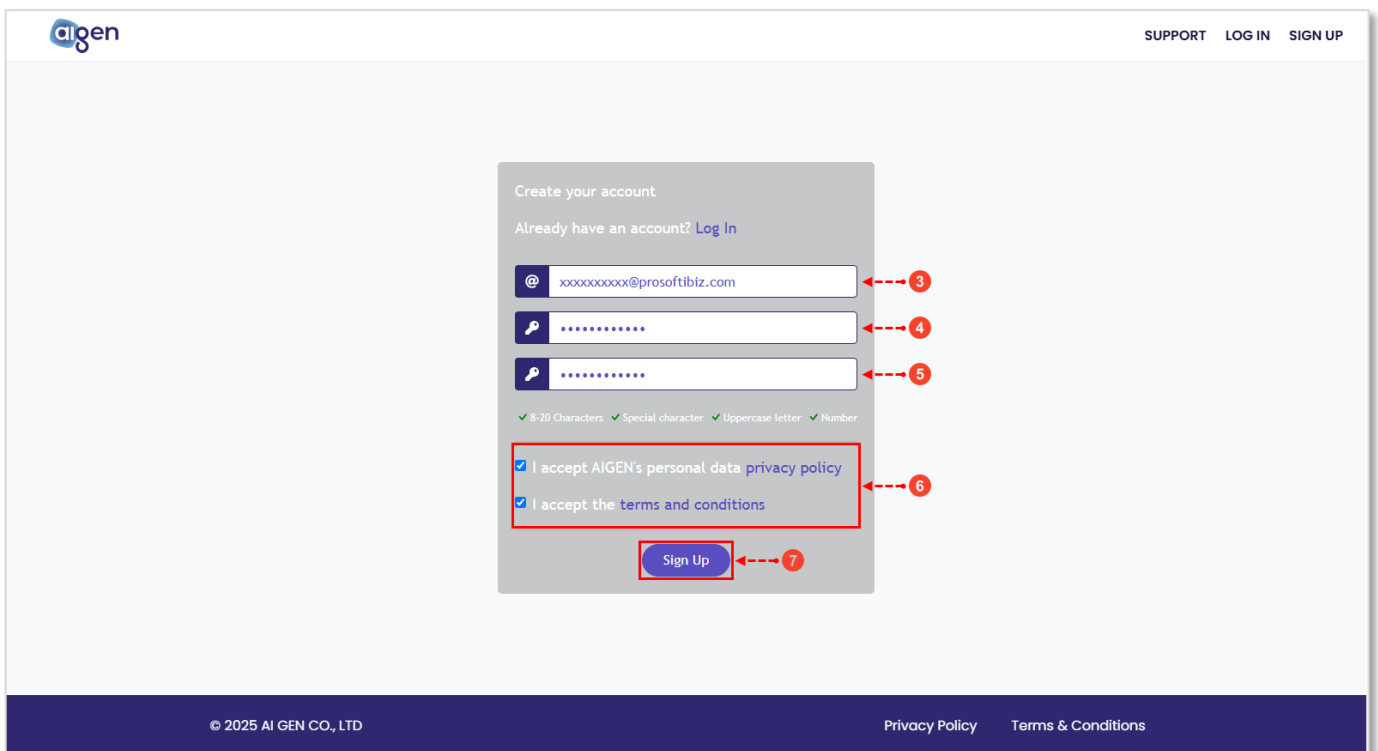 aigen
SUPPORT LOG IN SIGN UP
Create your account
Already have an account? Log In
@ xxxxxxxxxx@prosoftibiz.com
3
••••••••••••
4
••••••••••••
5
8-20 Characters Special character Uppercase letter Number
I accept AIGEN's personal data privacy policy
6
I accept the terms and conditions
Sign Up
7
© 2025 AI GEN CO., LTD Privacy Policy Terms & Conditions